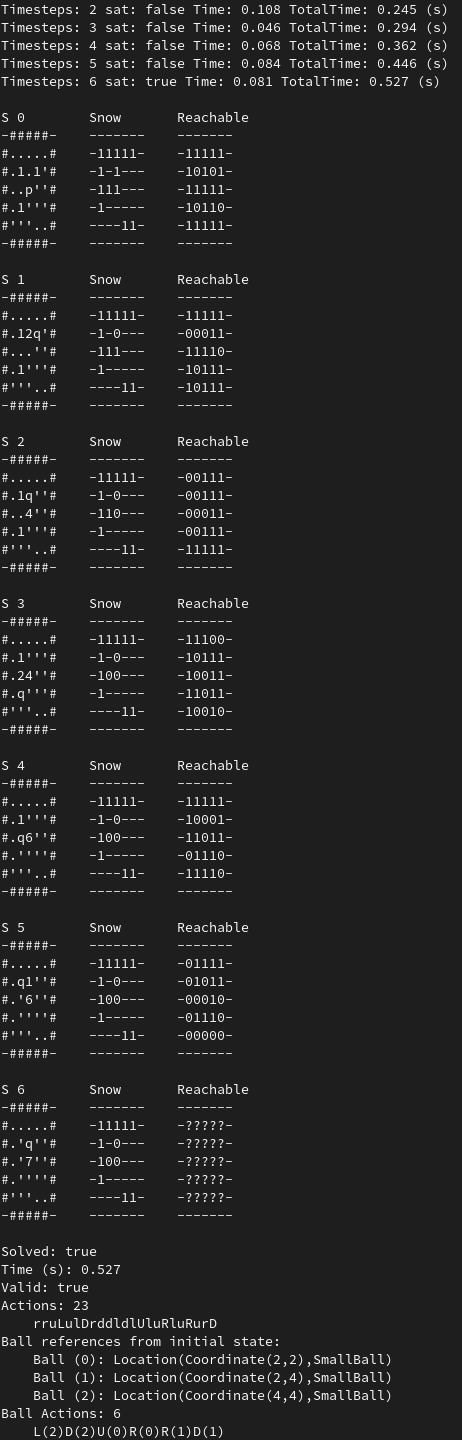 Timesteps: 2 sat: false Time: 0.108 TotalTime: 0.245 (s)
Timesteps: 3 sat: false Time: 0.046 TotalTime: 0.294 (s)
Timesteps: 4 sat: false Time: 0.068 TotalTime: 0.362 (s)
Timesteps: 5 sat: false Time: 0.084 TotalTime: 0.446 (s)
Timesteps: 6 sat: true Time: 0.081 TotalTime: 0.527 (s)

S 0        Snow       Reachable
-#####-    -------    -------
#.....#    -11111-    -11111-
#.1.1'#    -1-1---    -10101-
#..p''#    -111---    -11111-
#.1'''#    -1-----    -10110-
#'''..#    ----11-    -11111-
-#####-    -------    -------

S 1        Snow       Reachable
-#####-    -------    -------
#.....#    -11111-    -11111-
#.12q'#    -1-0---    -00011-
#...''#    -111---    -11110-
#.1'''#    -1-----    -10111-
#'''..#    ----11-    -10111-
-#####-    -------    -------

S 2        Snow       Reachable
-#####-    -------    -------
#.....#    -11111-    -00111-
#.1q''#    -1-0---    -00111-
#..4''#    -110---    -00011-
#.1'''#    -1-----    -00111-
#'''..#    ----11-    -11111-
-#####-    -------    -------

S 3        Snow       Reachable
-#####-    -------    -------
#.....#    -11111-    -11100-
#.1'''#    -1-0---    -10111-
#.24''#    -100---    -10011-
#.q'''#    -1-----    -11011-
#'''..#    ----11-    -10010-
-#####-    -------    -------

S 4        Snow       Reachable
-#####-    -------    -------
#.....#    -11111-    -11111-
#.1'''#    -1-0---    -10001-
#.q6''#    -100---    -11011-
#.''''#    -1-----    -01110-
#'''..#    ----11-    -11110-
-#####-    -------    -------

S 5        Snow       Reachable
-#####-    -------    -------
#.....#    -11111-    -01111-
#.q1''#    -1-0---    -01011-
#.'6''#    -100---    -00010-
#.''''#    -1-----    -01110-
#'''..#    ----11-    -00000-
-#####-    -------    -------

S 6        Snow       Reachable
-#####-    -------    -------
#.....#    -11111-    -?????-
#.'q''#    -1-0---    -?????-
#.'7''#    -100---    -?????-
#.''''#    -1-----    -?????-
#'''..#    ----11-    -?????-
-#####-    -------    -------

Solved: true
Time (s): 0.527
Valid: true
Actions: 23
    rruLulDrddldlUluRluRurD
Ball references from initial state:
    Ball (0): Location(Coordinate(2,2),SmallBall)
    Ball (1): Location(Coordinate(2,4),SmallBall)
    Ball (2): Location(Coordinate(4,4),SmallBall)
Ball Actions: 6
    L(2)D(2)U(0)R(0)R(1)D(1)